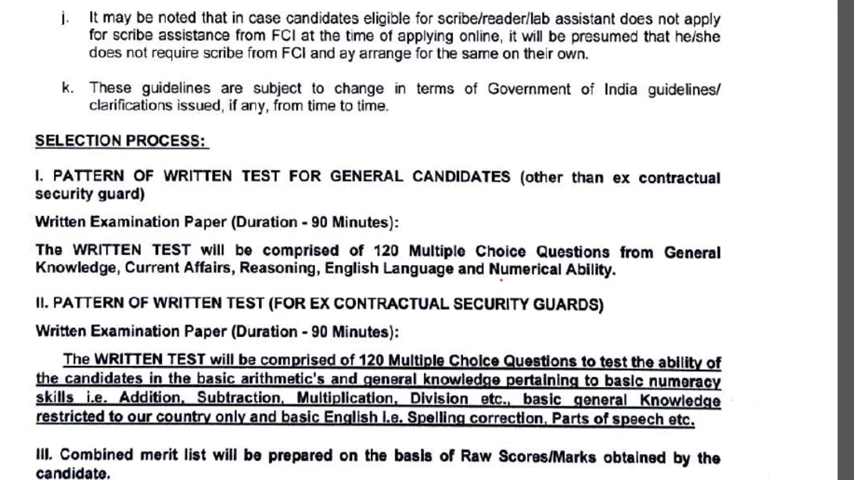 j. It may be noted that in case candidates eligible for scribe/reader/lab assistant does not apply
for scribe assistance from FCI at the time of applying online, it will be presumed that he/she
does not require scribe from FCI and ay arrange for the same on their own.
k. These guidelines are subject to change in terms of Government of India guidelines/
clarifications issued, if any, from time to time.
SELECTION PROCESS:
I. PATTERN OF WRITTEN TEST FOR GENERAL CANDIDATES (other than ex contractual
security guard)
Written Examination Paper (Duration - 90 Minutes):
The WRITTEN TEST will be comprised of 120 Multiple Choice Questions from General
Knowledge, Current Affairs, Reasoning, English Language and Numerical Ability.
II. PATTERN OF WRITTEN TEST (FOR EX CONTRACTUAL SECURITY GUARDS)
Written Examination Paper (Duration - 90 Minutes):
The WRITTEN TEST will be comprised of 120 Multiple Choice Questions to test the ability of
the candidates in the basic arithmetic's and general knowledge pertaining to basic numeracy
skills i.e. Addition, Subtraction, Multiplication, Division etc., basic general Knowledge
restricted to our country only and basic English I.e. Spelling correction, Parts of speech etc.
III. Combined merit list will be prepared on the basis of Raw Scores/Marks obtained by the
candidate.